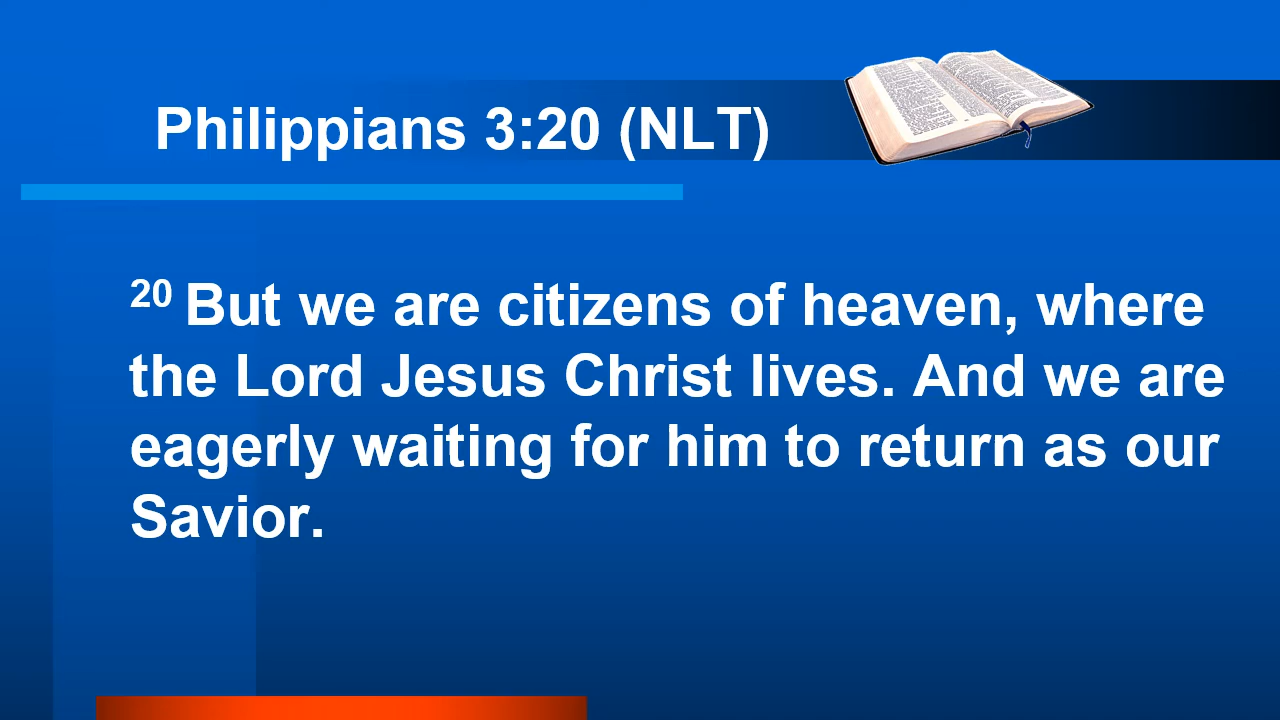 Philippians 3:20 (NLT)
20 But we are citizens of heaven, where
the Lord Jesus Christ lives. And we are
eagerly waiting for him to return as our
Savior.